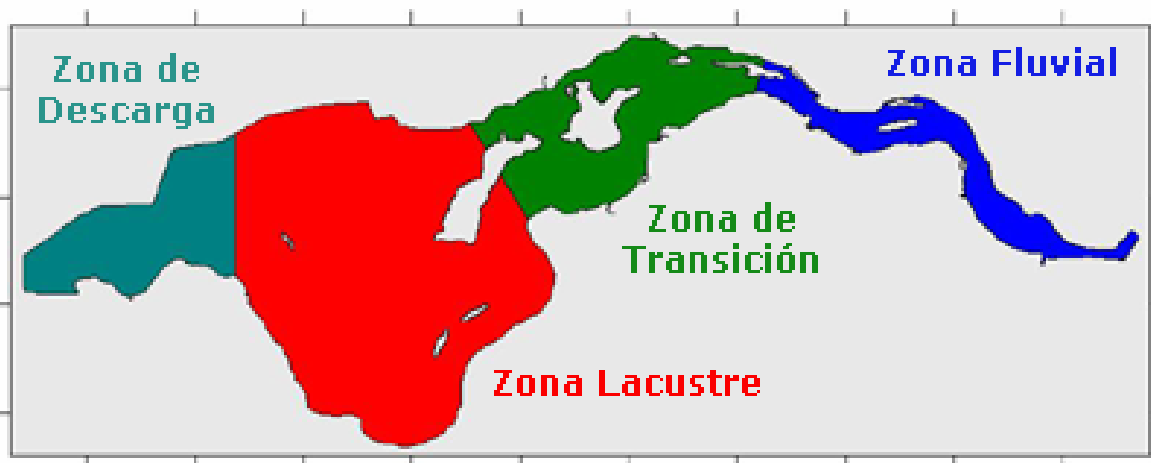 Zona de
Descarga
Zona Fluvial
Zona de
Transición
Zona Lacustre